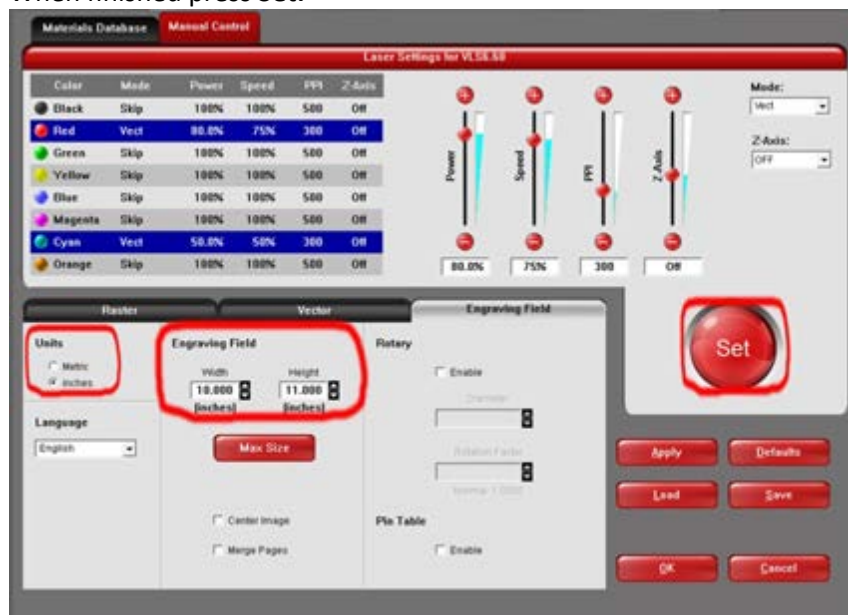 When finished press Set.
Materials Database Manual Control
Laser Settings for VLS6.60
Color Mode Power Speed PPI Z-Axis
Black Skip 100% 100% 500 Off
Red Vect 80.0% 75% 300 Off
Green Skip 100% 100% 500 Off
Yellow Skip 100% 100% 500 Off
Blue Skip 100% 100% 500 Off
Magenta Skip 100% 100% 500 Off
Cyan Vect 50.0% 50% 300 Off
Orange Skip 100% 100% 500 Off
Power Speed PPI Z-Axis
80.0% 75% 300 Off
Mode:
Vect
Z-Axis:
OFF
Set
Raster Vector Engraving Field
Units
Metric
Inches
Language
English
Engraving Field
Width Height
18.000 11.000
(inches) (inches)
Max Size
Center Image
Merge Pages
Rotary
Enable
Diameter
Rotation Factor
Normal 1.0000
Pin Table
Enable
Apply Defaults
Load Save
OK Cancel